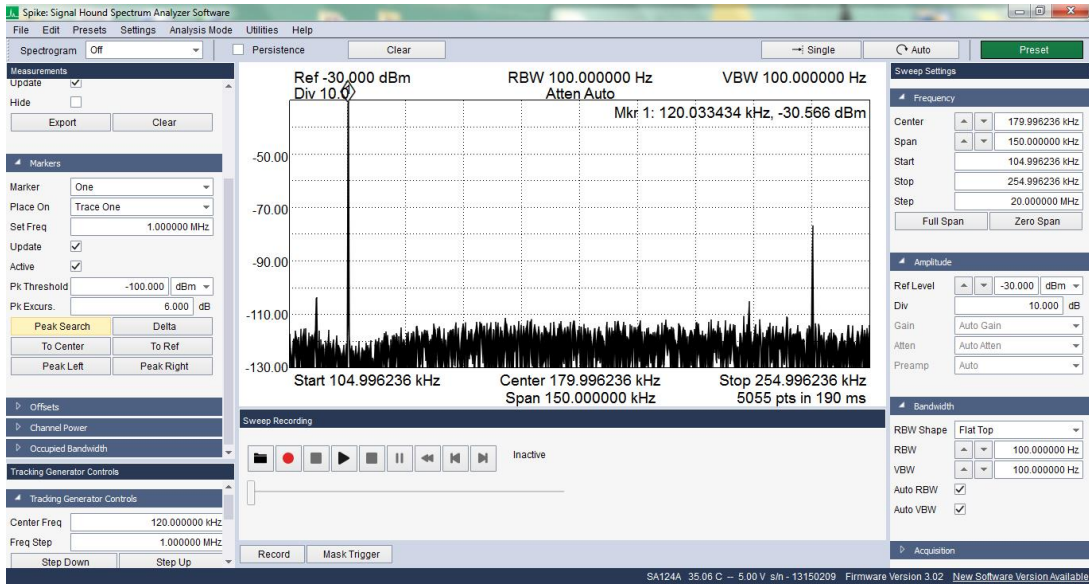 Spike: Signal Hound Spectrum Analyzer Software
File Edit Presets Settings Analysis Mode Utilities Help
Spectrogram Off Persistence Clear Single Auto Preset
Measurements
Update
Hide
Export Clear
Markers
Marker One
Place On Trace One
Set Freq 1.000000 MHz
Update
Active
Pk Threshold -100.000 dBm
Pk Excurs. 6.000 dB
Peak Search Delta
To Center To Ref
Peak Left Peak Right
Offsets
Channel Power
Occupied Bandwidth
Tracking Generator Controls
Tracking Generator Controls
Center Freq 120.000000 kHz
Freq Step 1.000000 MHz
Step Down Step Up
Ref -30.000 dBm RBW 100.000000 Hz VBW 100.000000 Hz
Div 10.0 Atten Auto
Mkr 1: 120.033434 kHz, -30.566 dBm
-50.00
-70.00
-90.00
-110.00
-130.00
Start 104.996236 kHz Center 179.996236 kHz Stop 254.996236 kHz
Span 150.000000 kHz 5055 pts in 190 ms
Sweep Recording
Inactive
Record Mask Trigger
Sweep Settings
Frequency
Center 179.996236 kHz
Span 150.000000 kHz
Start 104.996236 kHz
Stop 254.996236 kHz
Step 20.000000 MHz
Full Span Zero Span
Amplitude
Ref Level -30.000 dBm
Div 10.000 dB
Gain Auto Gain
Atten Auto Atten
Preamp Auto
Bandwidth
RBW Shape Flat Top
RBW 100.000000 Hz
VBW 100.000000 Hz
Auto RBW
Auto VBW
Acquisition
SA124A 35.06 C -- 5.00 V s/n - 13150209 Firmware Version 3.02 New Software Version Available